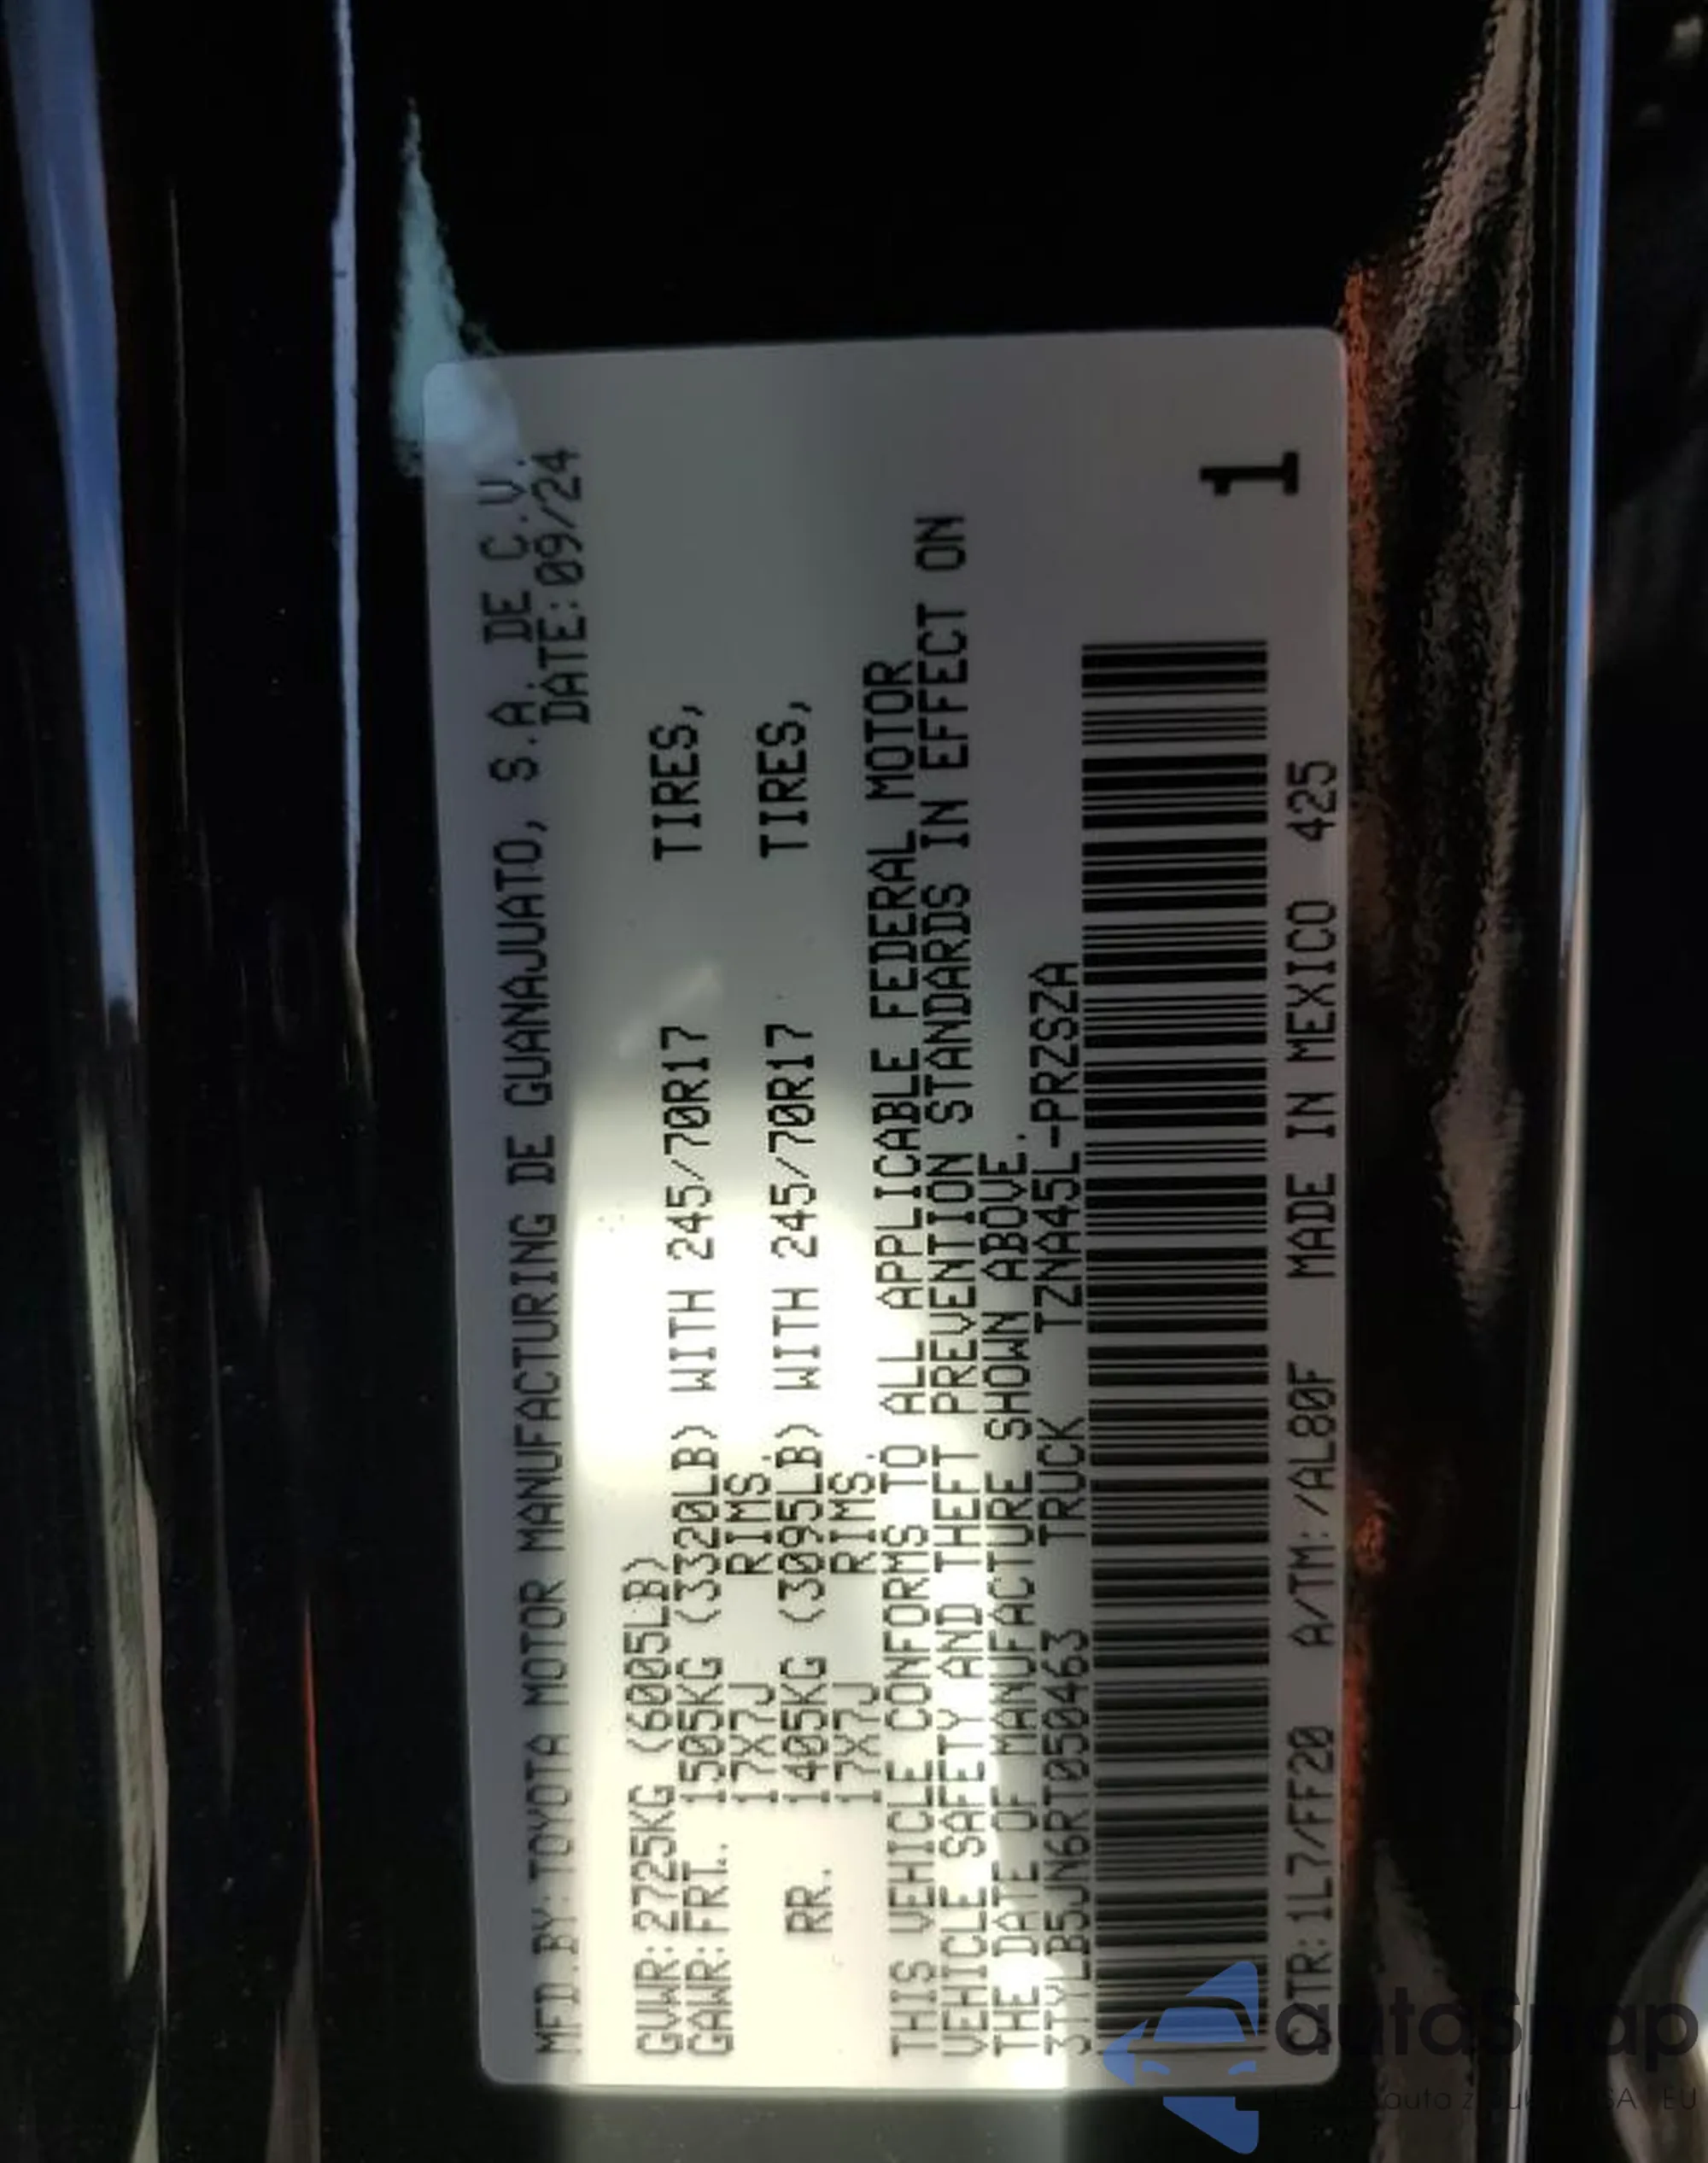 MFD.BY:TOYOTA MOTOR MANUFACTURING DE GUANAJUATO, S.A. DE C.V.
DATE:09/24
GVWR:2725KG (6005LB)
GAWR:FRT. 1505KG (3320LB) WITH 245/70R17 TIRES,
17X7J RIMS.
RR. 1405KG (3095LB) WITH 245/70R17 TIRES,
17X7J RIMS.
THIS VEHICLE CONFORMS TO ALL APPLICABLE FEDERAL MOTOR
VEHICLE SAFETY AND THEFT PREVENTION STANDARDS IN EFFECT ON
THE DATE OF MANUFACTURE SHOWN ABOVE.
3TYLB5JN6RT050463 TRUCK TZNA45L-PRZSZA
C/TR:1L7/FF20 A/TM:/AL80F MADE IN MEXICO 425
1